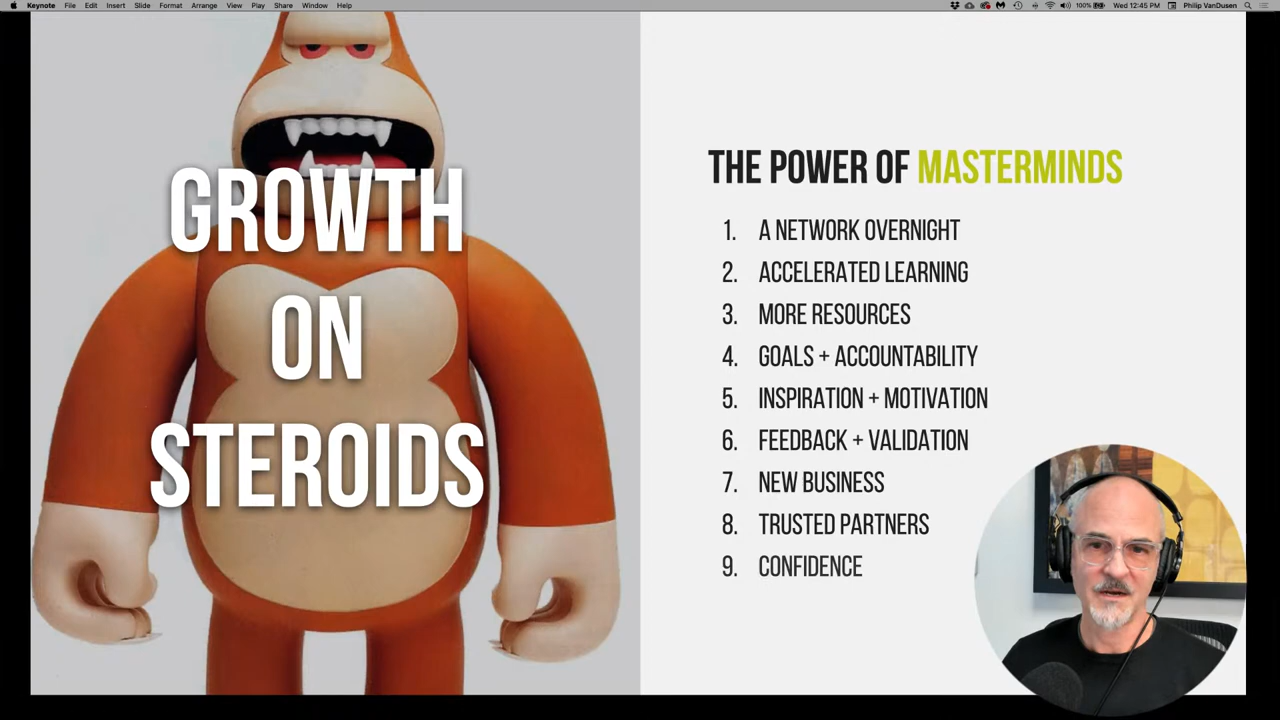 Keynote File Edit Insert Slide Format Arrange View Play Share Window Help
100% Wed 12:45 PM Philip VanDusen
GROWTH
ON
STEROIDS
THE POWER OF MASTERMINDS
1. A NETWORK OVERNIGHT
2. ACCELERATED LEARNING
3. MORE RESOURCES
4. GOALS + ACCOUNTABILITY
5. INSPIRATION + MOTIVATION
6. FEEDBACK + VALIDATION
7. NEW BUSINESS
8. TRUSTED PARTNERS
9. CONFIDENCE